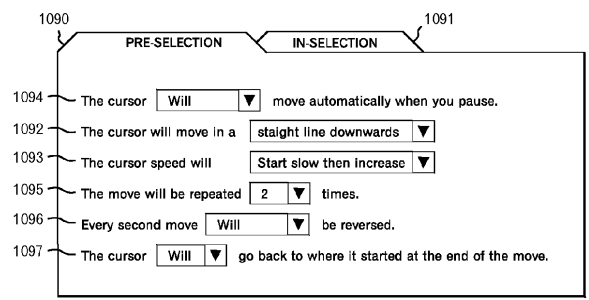 1090 1091
PRE-SELECTION IN-SELECTION
1094 The cursor Will move automatically when you pause.
1092 The cursor will move in a staight line downwards
1093 The cursor speed will Start slow then increase
1095 The move will be repeated 2 times.
1096 Every second move Will be reversed.
1097 The cursor Will go back to where it started at the end of the move.